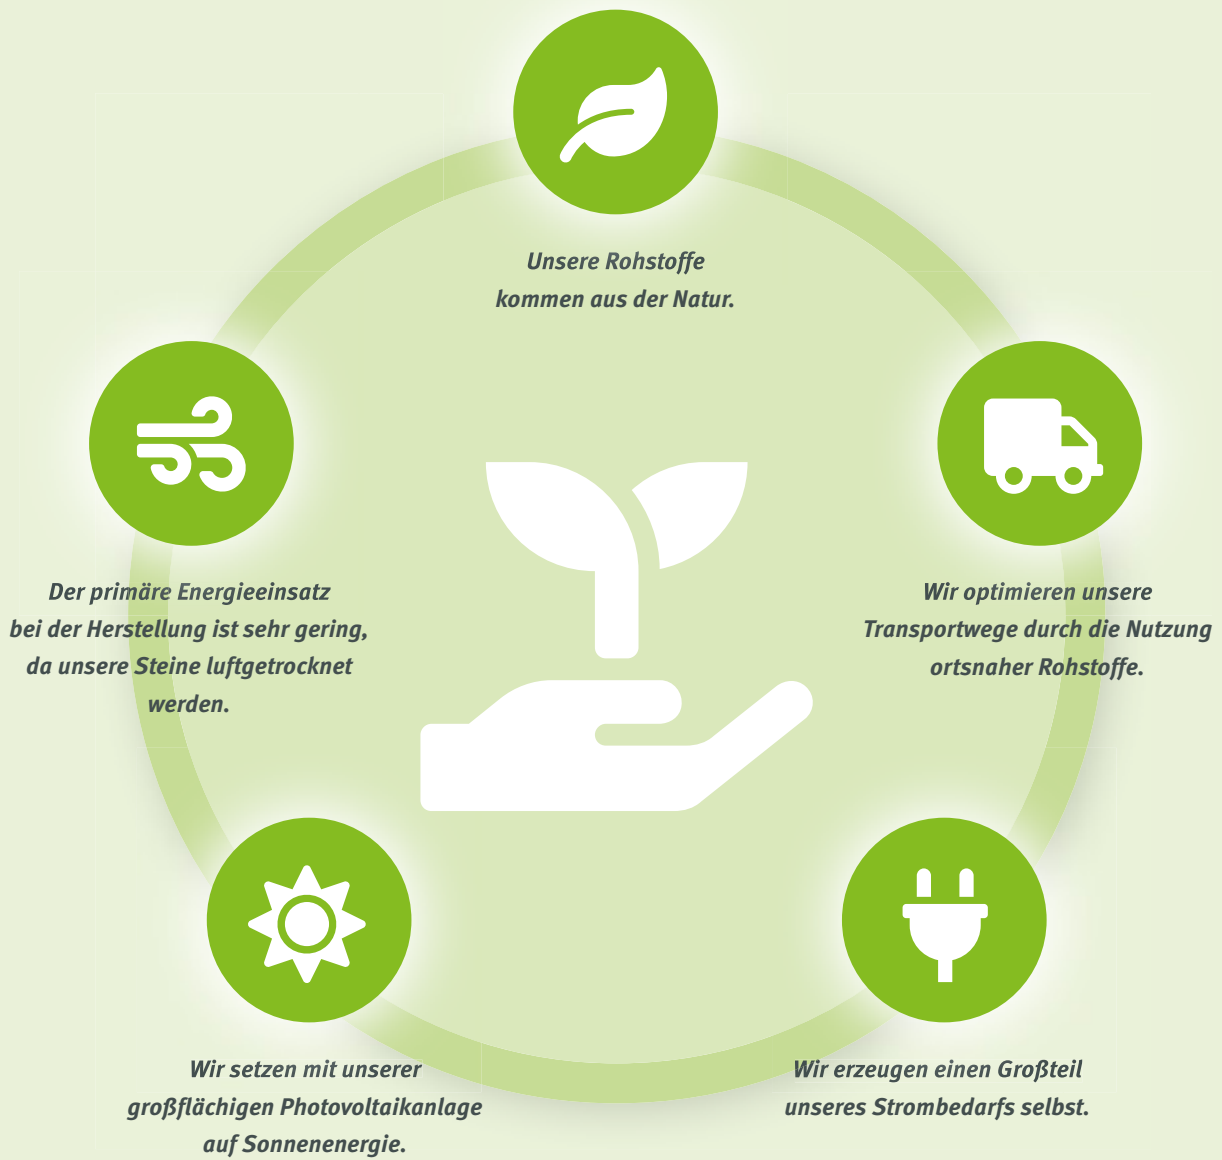 Unsere Rohstoffe
kommen aus der Natur.
Der primäre Energieeinsatz
bei der Herstellung ist sehr gering,
da unsere Steine luftgetrocknet
werden.
Wir optimieren unsere
Transportwege durch die Nutzung
ortsnaher Rohstoffe.
Wir setzen mit unserer
großflächigen Photovoltaikanlage
auf Sonnenenergie.
Wir erzeugen einen Großteil
unseres Strombedarfs selbst.